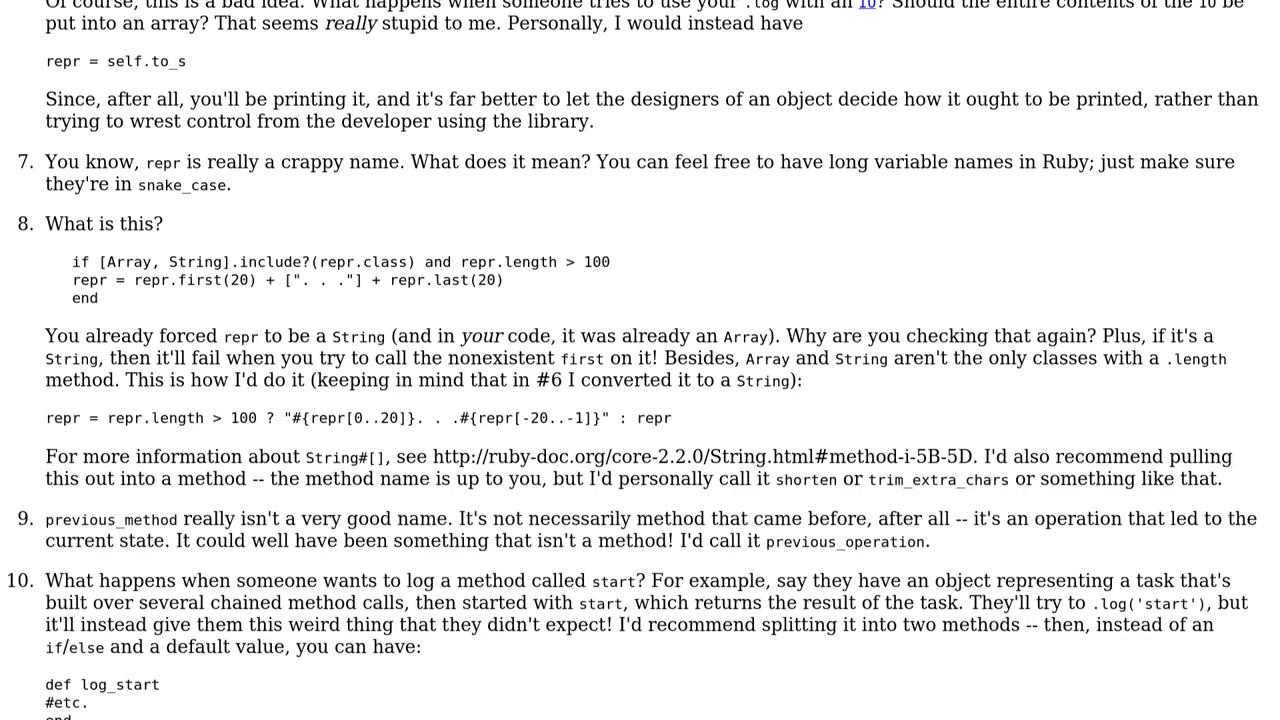 Of course, this is a bad idea. What happens when someone tries to use your .log with an IO? Should the entire contents of the IO be
put into an array? That seems really stupid to me. Personally, I would instead have
repr = self.to_s
Since, after all, you'll be printing it, and it's far better to let the designers of an object decide how it ought to be printed, rather than
trying to wrest control from the developer using the library.
7. You know, repr is really a crappy name. What does it mean? You can feel free to have long variable names in Ruby; just make sure
they're in snake_case.
8. What is this?
if [Array, String].include?(repr.class) and repr.length > 100
repr = repr.first(20) + [". . ."] + repr.last(20)
end
You already forced repr to be a String (and in your code, it was already an Array). Why are you checking that again? Plus, if it's a
String, then it'll fail when you try to call the nonexistent first on it! Besides, Array and String aren't the only classes with a .length
method. This is how I'd do it (keeping in mind that in #6 I converted it to a String):
repr = repr.length > 100 ? "#{repr[0..20]}. . .#{repr[-20..-1]}" : repr
For more information about String#[], see http://ruby-doc.org/core-2.2.0/String.html#method-i-5B-5D. I'd also recommend pulling
this out into a method -- the method name is up to you, but I'd personally call it shorten or trim_extra_chars or something like that.
9. previous_method really isn't a very good name. It's not necessarily method that came before, after all -- it's an operation that led to the
current state. It could well have been something that isn't a method! I'd call it previous_operation.
10. What happens when someone wants to log a method called start? For example, say they have an object representing a task that's
built over several chained method calls, then started with start, which returns the result of the task. They'll try to .log('start'), but
it'll instead give them this weird thing that they didn't expect! I'd recommend splitting it into two methods -- then, instead of an
if/else and a default value, you can have:
def log_start
#etc.
end